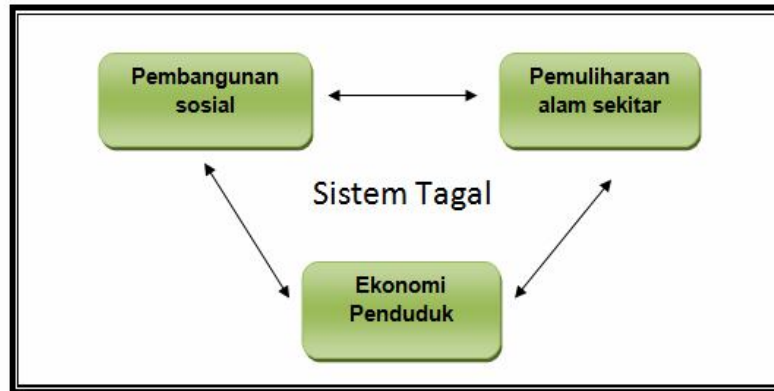 Pembangunan
sosial
Pemuliharaan
alam sekitar
Sistem Tagal
Ekonomi
Penduduk